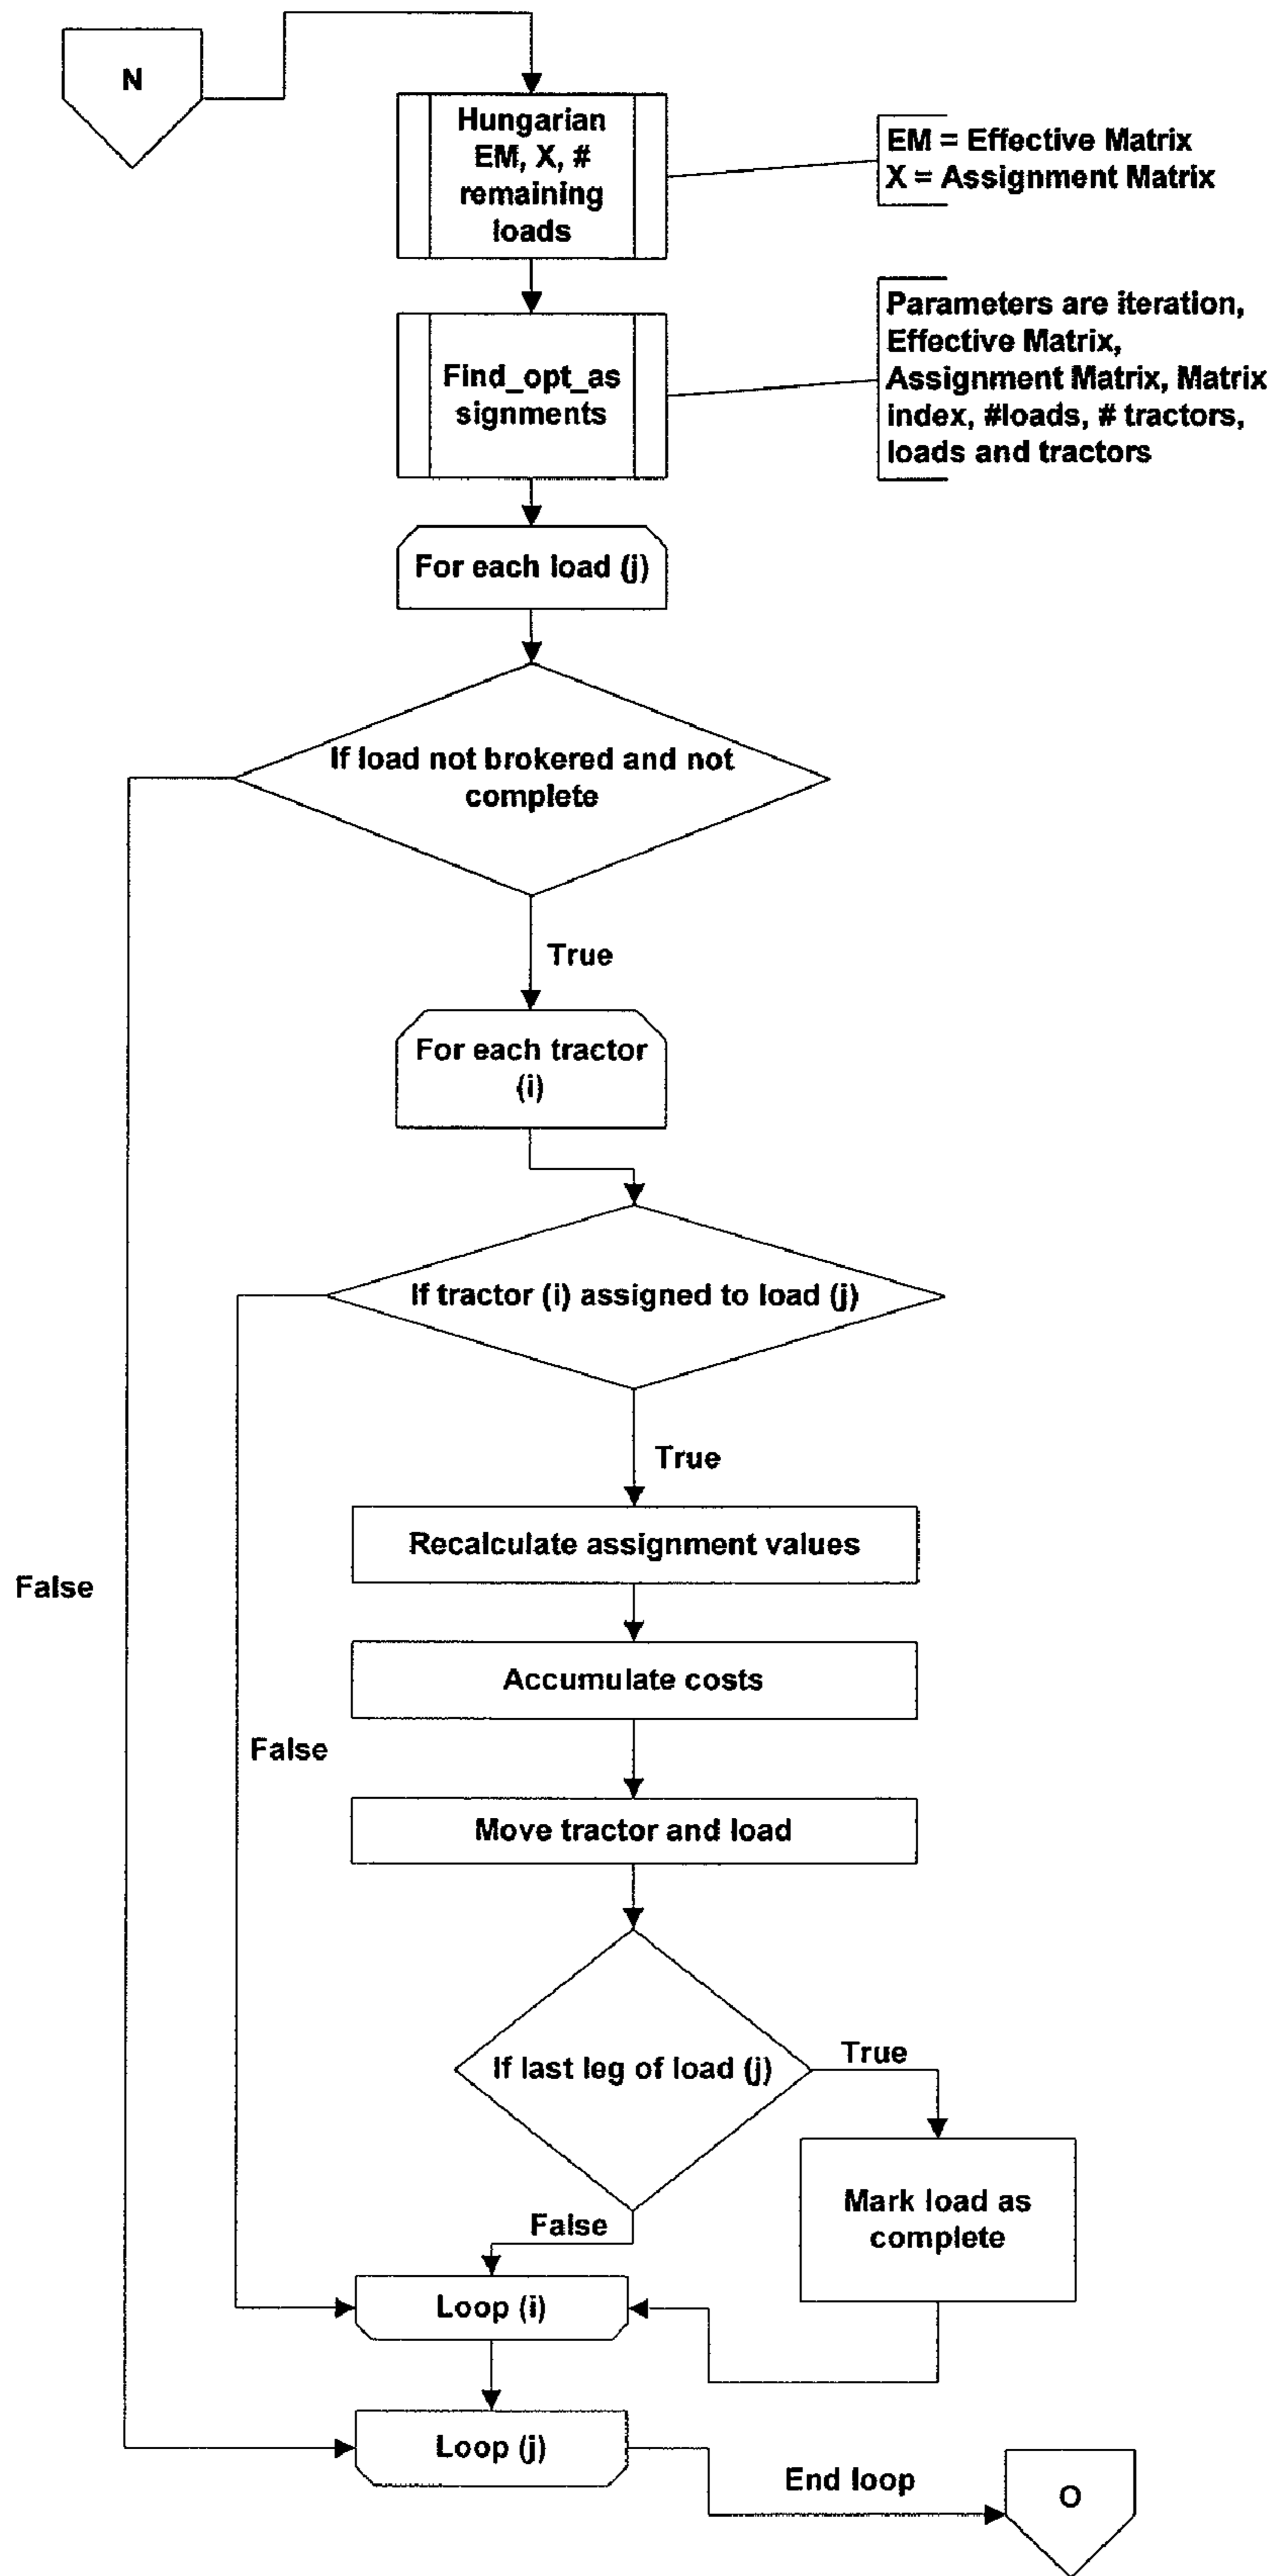 N
Hungarian
EM, X, #
remaining
loads
EM = Effective Matrix
X = Assignment Matrix
Find_opt_as
signments
Parameters are iteration,
Effective Matrix,
Assignment Matrix, Matrix
index, #loads, # tractors,
loads and tractors
For each load (j)
If load not brokered and not
complete
True
For each tractor
(i)
If tractor (i) assigned to load (j)
True
Recalculate assignment values
False
Accumulate costs
False
Move tractor and load
If last leg of load (j)
True
Mark load as
complete
False
Loop (i)
Loop (j)
End loop
O